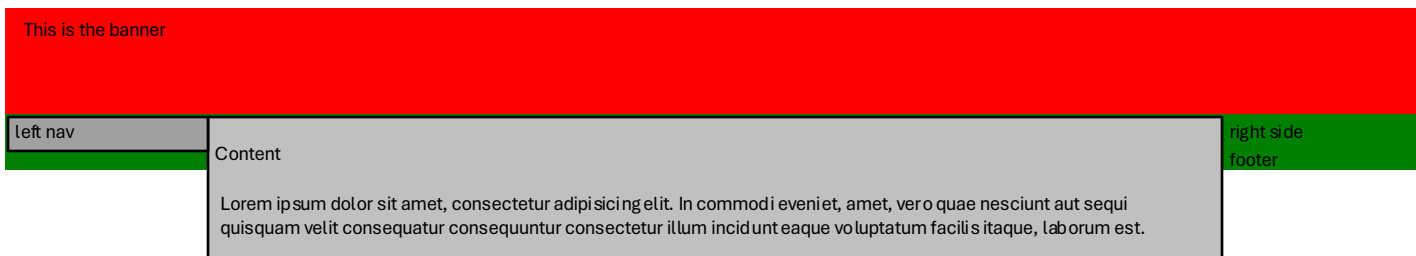 This is the banner
left nav
Content
Lorem ipsum dolor sit amet, consectetur adipisicing elit. In commodi eveniet, amet, vero quae nesciunt aut sequi
quisquam velit consequatur consequuntur consectetur illum incidunt eaque voluptatum facilis itaque, laborum est.
right side
footer